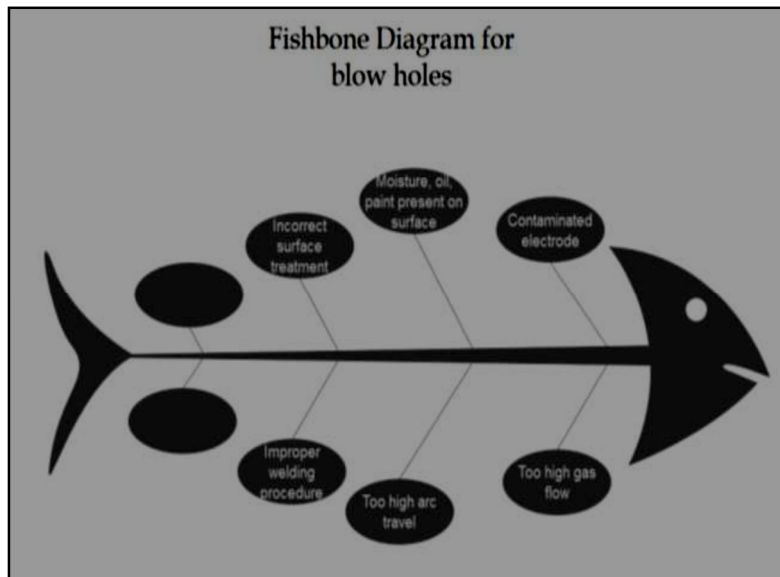 Fishbone Diagram for
blow holes
Moisture, oil,
paint present on
surface
Incorrect
surface
treatment
Contaminated
electrode
Improper
welding
procedure
Too high arc
travel
Too high gas
flow